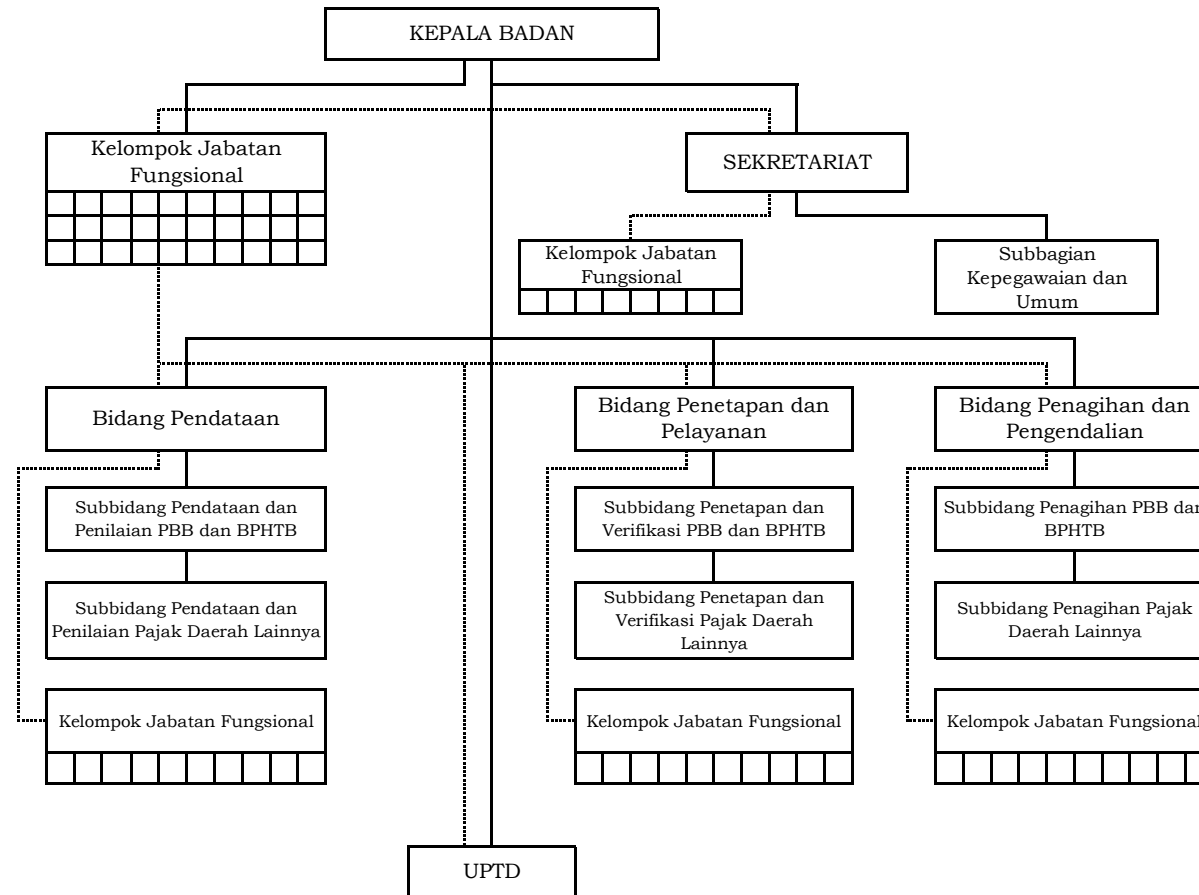 KEPALA BADAN
Kelompok Jabatan
Fungsional
SEKRETARIAT
Kelompok Jabatan
Fungsional
Subbagian
Kepegawaian dan
Umum
Bidang Pendataan
Bidang Penetapan dan
Pelayanan
Bidang Penagihan dan
Pengendalian
Subbidang Pendataan dan
Penilaian PBB dan BPHTB
Subbidang Penetapan dan
Verifikasi PBB dan BPHTB
Subbidang Penagihan PBB dan
BPHTB
Subbidang Pendataan dan
Penilaian Pajak Daerah Lainnya
Subbidang Penetapan dan
Verifikasi Pajak Daerah
Lainnya
Subbidang Penagihan Pajak
Daerah Lainnya
Kelompok Jabatan Fungsional
Kelompok Jabatan Fungsional
Kelompok Jabatan Fungsional
UPTD